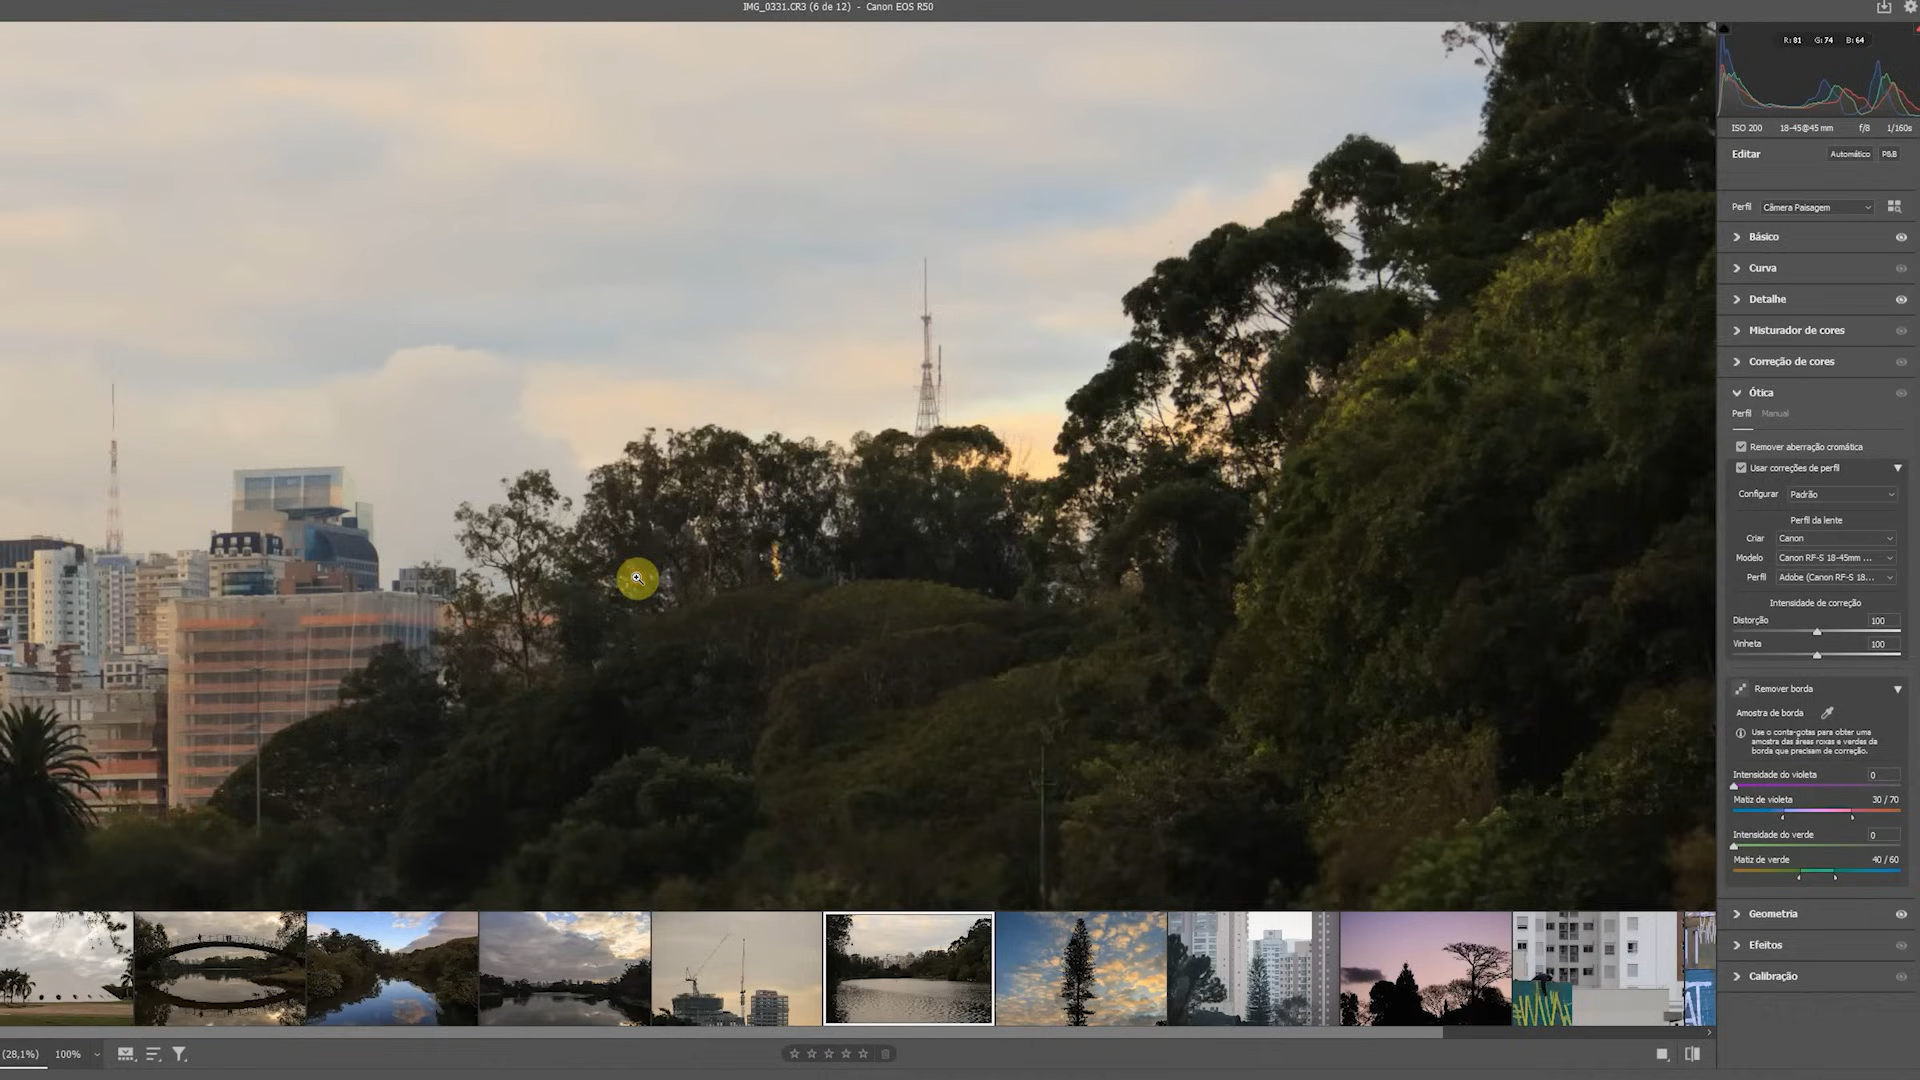 IMG_0331.CR3 (6 de 12) - Canon EOS R50
R: 81 G: 74 B: 64
ISO 200 18-45@45 mm f/8 1/160s
Editar Automático P&B
Perfil Câmera Paisagem
Básico
Curva
Detalhe
Misturador de cores
Correção de cores
Ótica
Perfil Manual
Remover aberração cromática
Usar correções de perfil
Configurar Padrão
Perfil da lente
Criar Canon
Modelo Canon RF-S 18-45mm ...
Perfil Adobe (Canon RF-S 18...
Intensidade de correção
Distorção 100
Vinheta 100
Remover borda
Amostra de borda
Use o conta-gotas para obter uma
amostra das áreas roxas e verdes da
borda que precisam de correção.
Intensidade do violeta 0
Matiz de violeta 30 / 70
Intensidade do verde 0
Matiz de verde 40 / 60
Geometria
Efeitos
Calibração
(28,1%) 100%